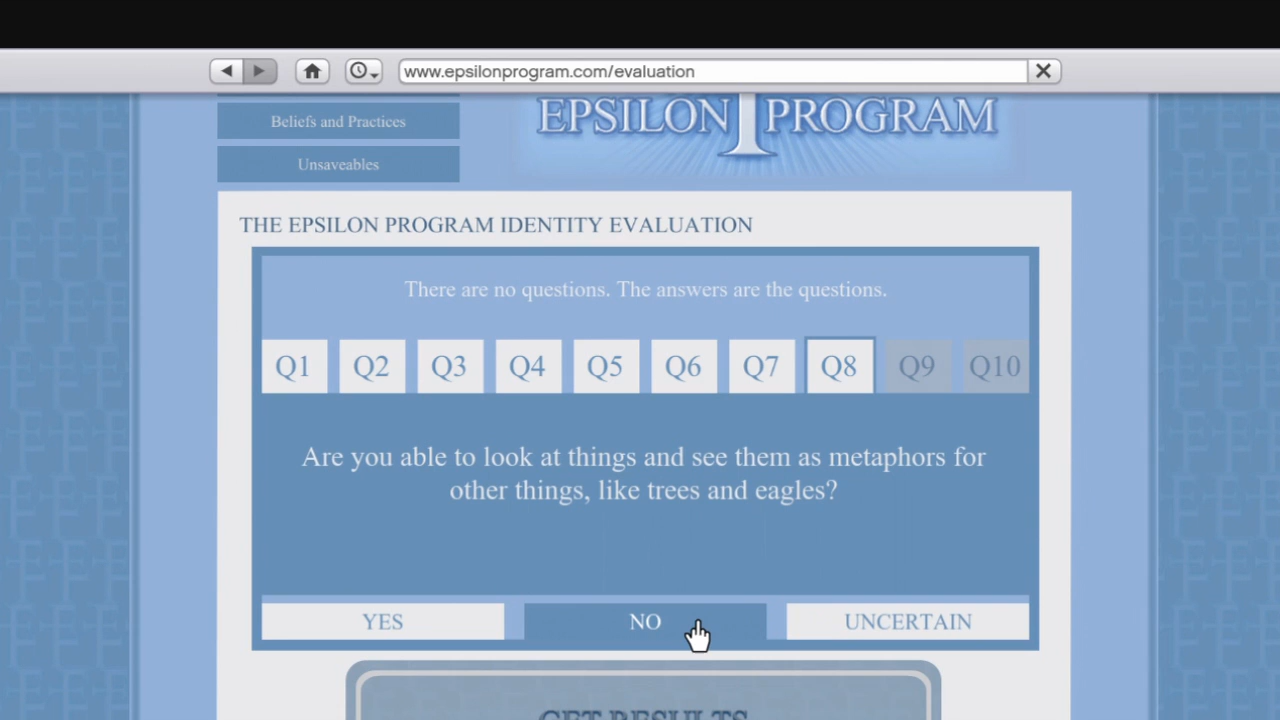 www.epsilonprogram.com/evaluation
Beliefs and Practices
EPSILON PROGRAM
Unsaveables
THE EPSILON PROGRAM IDENTITY EVALUATION
There are no questions. The answers are the questions.
Q1 Q2 Q3 Q4 Q5 Q6 Q7 Q8 Q9 Q10
Are you able to look at things and see them as metaphors for
other things, like trees and eagles?
YES NO UNCERTAIN
GET RESULTS